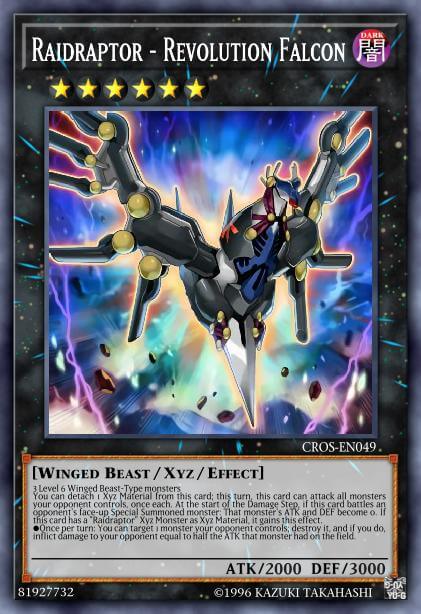 RAIDRAPTOR - REVOLUTION FALCON
DARK
闇
CROS-EN049
[WINGED BEAST / XYZ / EFFECT]
3 Level 6 Winged Beast-Type monsters
You can detach 1 Xyz Material from this card; this turn, this card can attack all monsters
your opponent controls, once each. At the start of the Damage Step, if this card battles an
opponent's face-up Special Summoned monster: That monster's ATK and DEF become 0. If
this card has a "Raidraptor" Xyz Monster as Xyz Material, it gains this effect.
●Once per turn: You can target 1 monster your opponent controls; destroy it, and if you do,
inflict damage to your opponent equal to half the ATK that monster had on the field.
ATK/2000 DEF/3000
81927732
©1996 KAZUKI TAKAHASHI